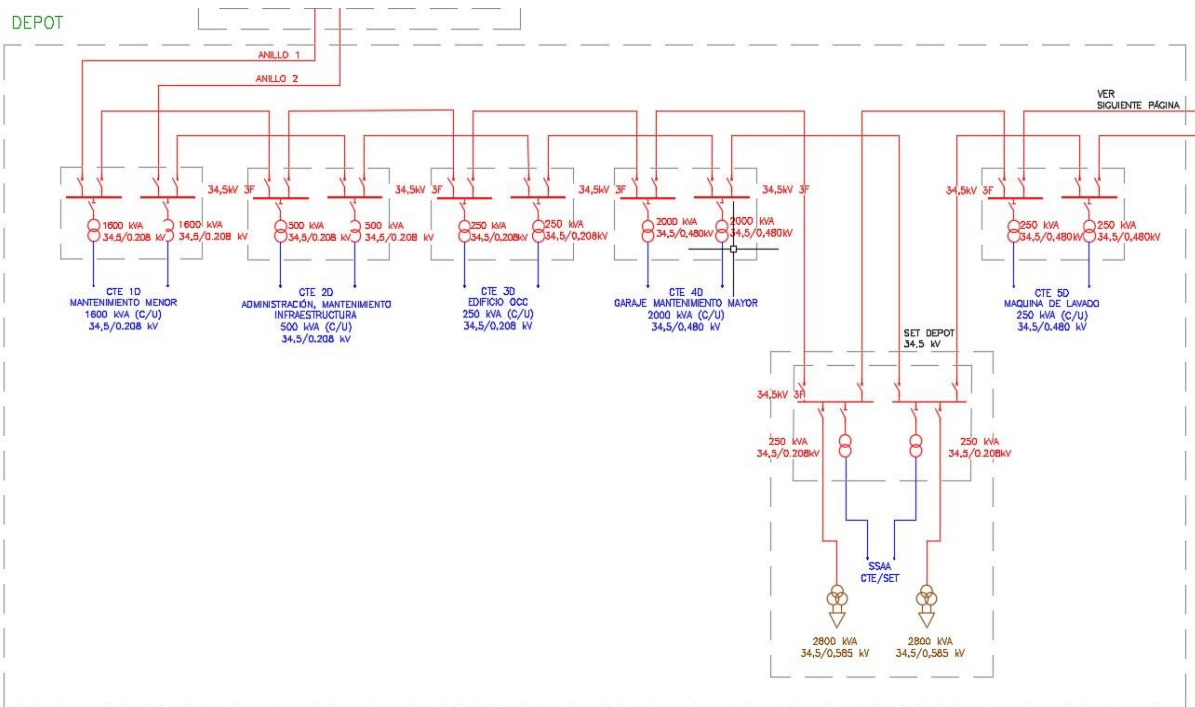 DEPOT
ANILLO 1
ANILLO 2
VER
SIGUIENTE PÁGINA
34,5kV 3F
34,5kV 3F
34,5kV 3F
34,5kV 3F
34,5kV 3F
1600 kVA
34,5/0.208 kV
1600 kVA
34,5/0.208 kV
500 kVA
34,5/0.208 kV
500 kVA
34,5/0.208 kV
250 kVA
34,5/0,208kV
250 kVA
34,5/0,208kV
2000 kVA
34,5/0,480kV
2000 kVA
34,5/0,480kV
250 kVA
34,5/0,480kV
250 kVA
34,5/0,480kV
CTE 1D
MANTENIMIENTO MENOR
1600 kVA (C/U)
34,5/0.208 kV
CTE 2D
ADMINISTRACIÓN, MANTENIMIENTO
INFRAESTRUCTURA
500 kVA (C/U)
34,5/0.208 kV
CTE 3D
EDIFICIO OCC
250 kVA (C/U)
34,5/0,208 kV
CTE 4D
GARAJE MANTENIMIENTO MAYOR
2000 kVA (C/U)
34,5/0,480 kV
CTE 5D
MAQUINA DE LAVADO
250 kVA (C/U)
34,5/0,480 kV
SET DEPOT
34,5 kV
34,5kV 3F
250 kVA
34,5/0.208kV
250 kVA
34,5/0.208kV
SSAA
CTE/SET
2800 kVA
34,5/0,585 kV
2800 kVA
34,5/0,585 kV